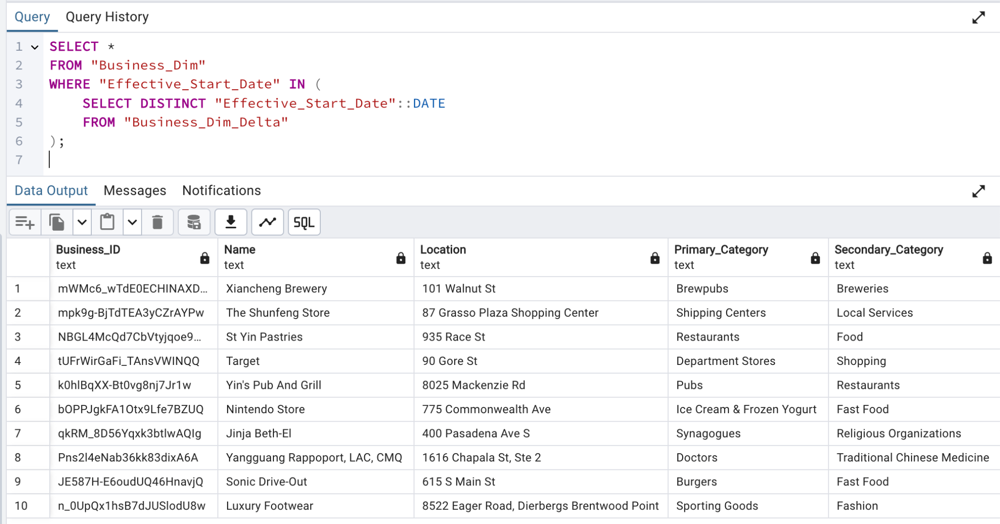 Query Query History
1 SELECT *
2 FROM "Business_Dim"
3 WHERE "Effective_Start_Date" IN (
4 SELECT DISTINCT "Effective_Start_Date"::DATE
5 FROM "Business_Dim_Delta"
6 );
7
Data Output Messages Notifications
SQL
Business_ID Name Location Primary_Category Secondary_Category
text text text text text
1 mWMc6_wTdE0ECHINAXD... Xiancheng Brewery 101 Walnut St Brewpubs Breweries
2 mpk9g-BjTdTEA3yCZrAYPw The Shunfeng Store 87 Grasso Plaza Shopping Center Shipping Centers Local Services
3 NBGL4McQd7CbVtyjqoe9... St Yin Pastries 935 Race St Restaurants Food
4 tUFrWirGaFi_TAnsVWINQQ Target 90 Gore St Department Stores Shopping
5 k0hlBqXX-Bt0vg8nj7Jr1w Yin's Pub And Grill 8025 Mackenzie Rd Pubs Restaurants
6 bOPPJgkFA1Otx9Lfe7BZUQ Nintendo Store 775 Commonwealth Ave Ice Cream & Frozen Yogurt Fast Food
7 qkRM_8D56Yqxk3btlwAQIg Jinja Beth-El 400 Pasadena Ave S Synagogues Religious Organizations
8 Pns2l4eNab36kk83dixA6A Yangguang Rappoport, LAC, CMQ 1616 Chapala St, Ste 2 Doctors Traditional Chinese Medicine
9 JE587H-E6oudUQ46HnavjQ Sonic Drive-Out 615 S Main St Burgers Fast Food
10 n_0UpQx1hsB7dJUSlodU8w Luxury Footwear 8522 Eager Road, Dierbergs Brentwood Point Sporting Goods Fashion